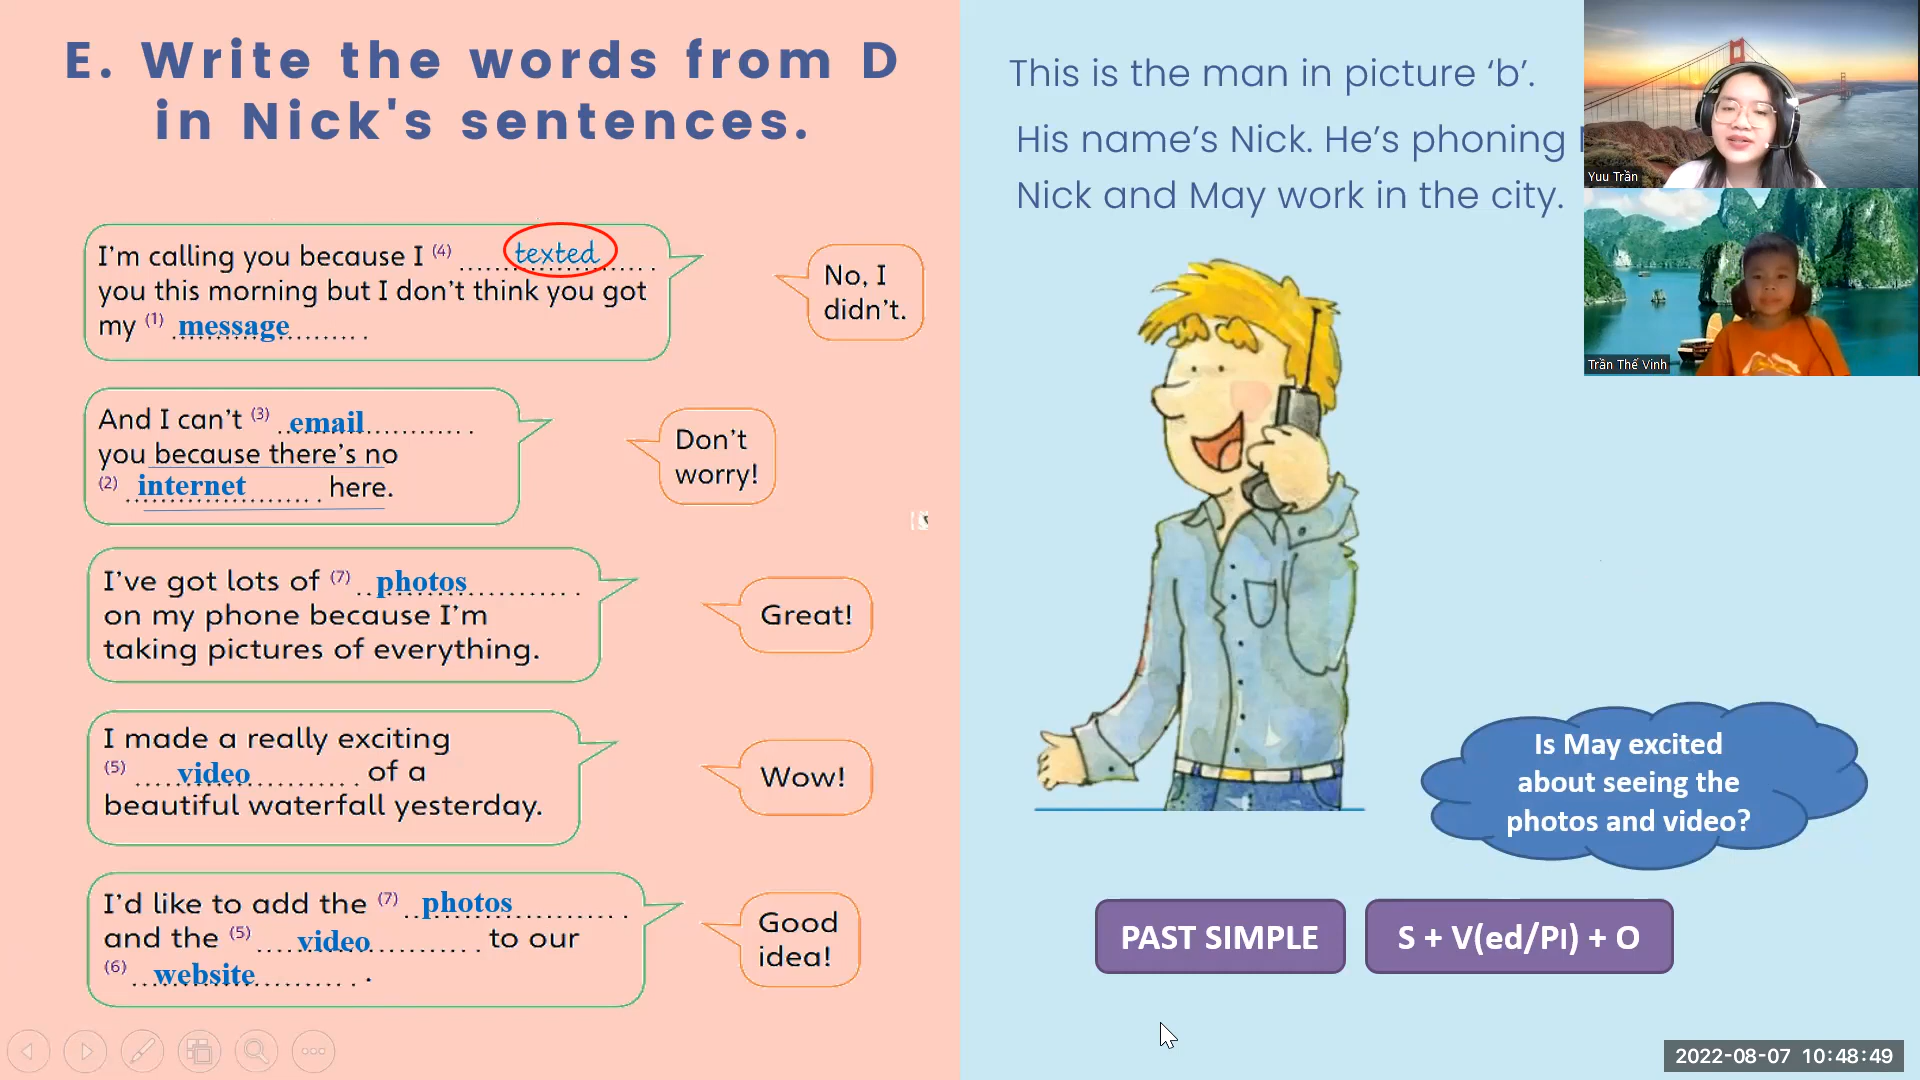 E. Write the words from D
in Nick's sentences.
I'm calling you because I (4) texted
you this morning but I don't think you got
my (1) message
No, I
didn't.
And I can't (3) email
you because there's no
(2) internet here.
Don't
worry!
I've got lots of (7) photos
on my phone because I'm
taking pictures of everything.
Great!
I made a really exciting
(5) video of a
beautiful waterfall yesterday.
Wow!
I'd like to add the (7) photos
and the (5) video to our
(6) website .
Good
idea!
This is the man in picture ‘b’.
His name’s Nick. He’s phoning
Nick and May work in the city.
Yuu Trần
Trần Thế Vinh
Is May excited
about seeing the
photos and video?
PAST SIMPLE
S + V(ed/PI) + O
2022-08-07 10:48:49